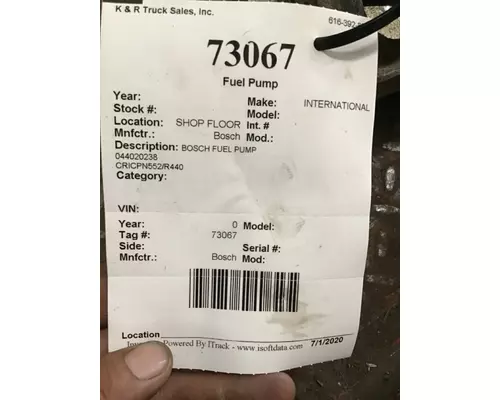 K & R Truck Sales, Inc.
616-392-
73067
Fuel Pump
Year:
Make: INTERNATIONAL
Stock #:
Model:
Location: SHOP FLOOR Int. #
Mnfctr.: Bosch Mod.:
Description: BOSCH FUEL PUMP
044020238
CRICPN552/R440
Category:
VIN:
Year: 0 Model:
Tag #: 73067
Side: Serial #:
Mnfctr.: Bosch Mod:
Location
Powered By ITrack - www.isoftdata.com 7/1/2020